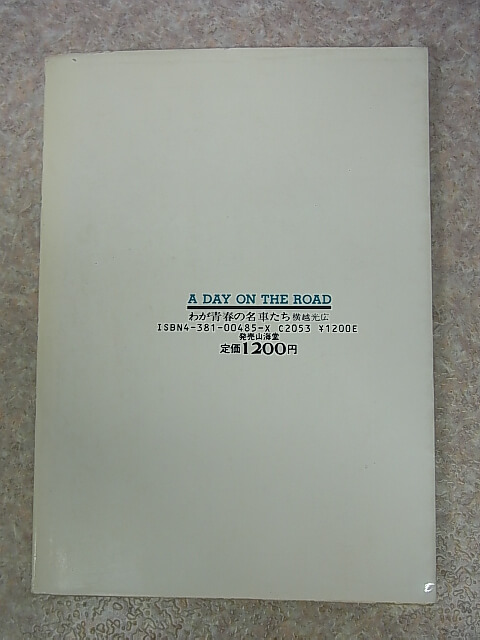 A DAY ON THE ROAD
わが青春の名車たち 横越光広
ISBN4-381-00485-X C2053 ¥1200E
発売山海堂
定価1200円